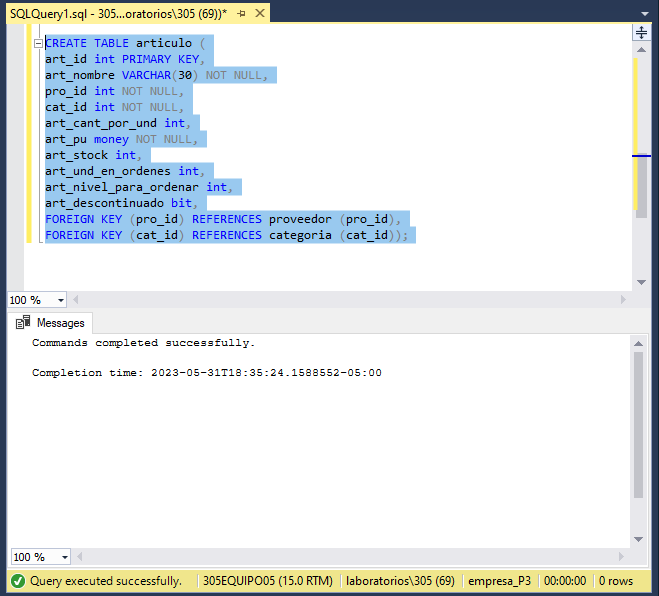 SQLQuery1.sql - 305...oratorios\305 (69))*
CREATE TABLE articulo (
art_id int PRIMARY KEY,
art_nombre VARCHAR(30) NOT NULL,
pro_id int NOT NULL,
cat_id int NOT NULL,
art_cant_por_und int,
art_pu money NOT NULL,
art_stock int,
art_und_en_ordenes int,
art_nivel_para_ordenar int,
art_descontinuado bit,
FOREIGN KEY (pro_id) REFERENCES proveedor (pro_id),
FOREIGN KEY (cat_id) REFERENCES categoria (cat_id));
100 %
Messages
Commands completed successfully.
Completion time: 2023-05-31T18:35:24.1588552-05:00
100 %
Query executed successfully. 305EQUIPO05 (15.0 RTM) laboratorios\305 (69) empresa_P3 00:00:00 0 rows